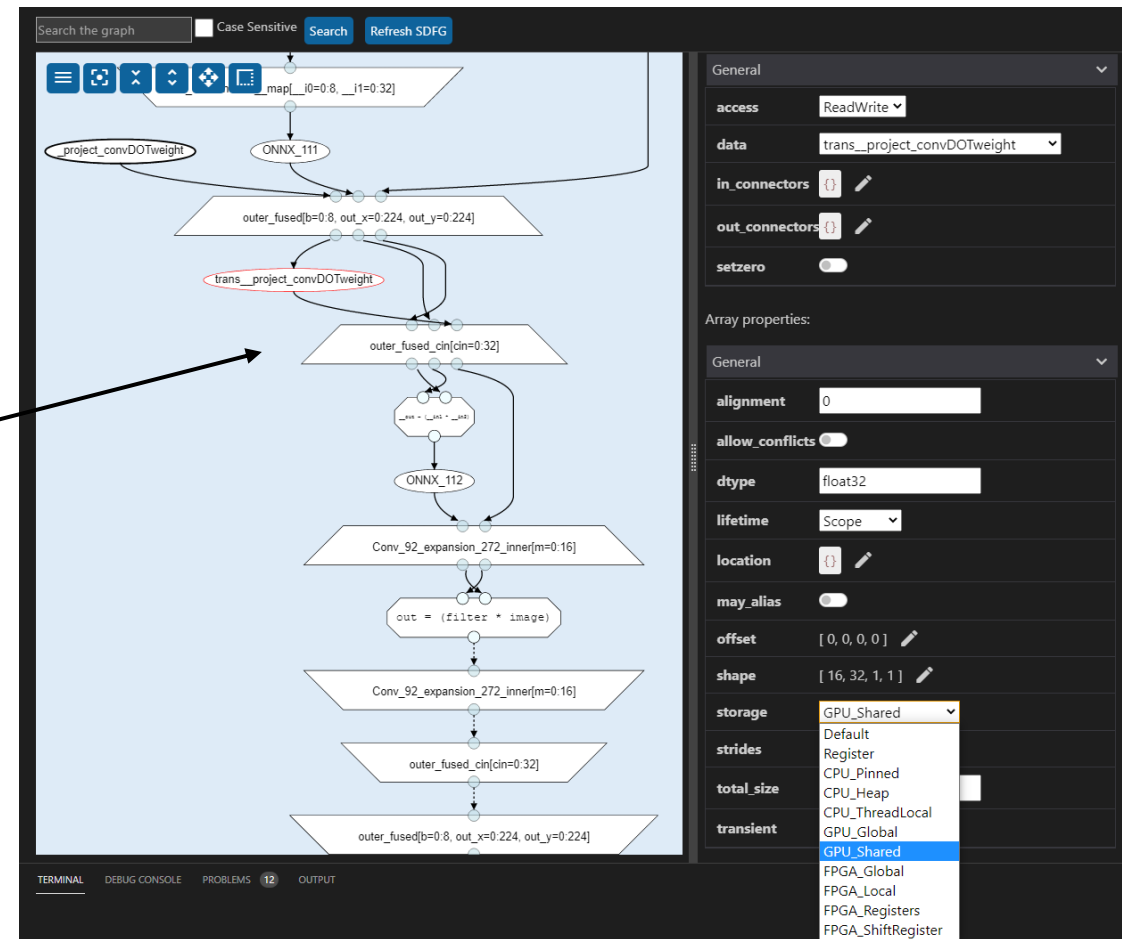 Search the graph
Case Sensitive
Search
Refresh SDFG
_map[__i0=0:8, __i1=0:32]
_project_convDOTweight
ONNX_111
outer_fused[b=0:8, out_x=0:224, out_y=0:224]
trans__project_convDOTweight
outer_fused_cin[cin=0:32]
__out = (__in1 * __in2)
ONNX_112
Conv_92_expansion_272_inner[m=0:16]
out = (filter * image)
Conv_92_expansion_272_inner[m=0:16]
outer_fused_cin[cin=0:32]
outer_fused[b=0:8, out_x=0:224, out_y=0:224]
General
access ReadWrite
data trans__project_convDOTweight
in_connectors {}
out_connectors {}
setzero
Array properties:
General
alignment 0
allow_conflicts
dtype float32
lifetime Scope
location {}
may_alias
offset [ 0, 0, 0, 0 ]
shape [ 16, 32, 1, 1 ]
storage GPU_Shared
strides
total_size
transient
Default
Register
CPU_Pinned
CPU_Heap
CPU_ThreadLocal
GPU_Global
GPU_Shared
FPGA_Global
FPGA_Local
FPGA_Registers
FPGA_ShiftRegister
TERMINAL DEBUG CONSOLE PROBLEMS 12 OUTPUT